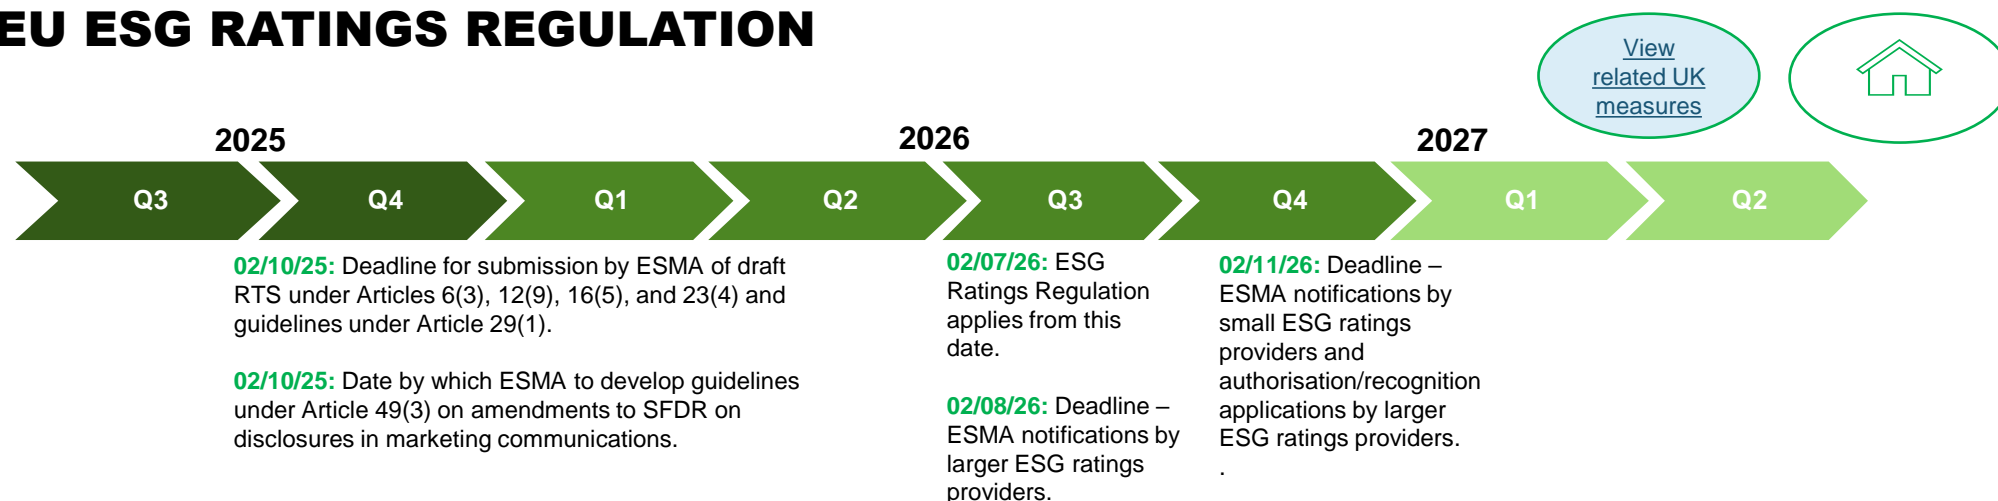 EU ESG RATINGS REGULATION
View
related UK
measures
2025
2026
2027
Q3
Q4
Q1
Q2
Q3
Q4
Q1
Q2
02/10/25: Deadline for submission by ESMA of draft
RTS under Articles 6(3), 12(9), 16(5), and 23(4) and
guidelines under Article 29(1).
02/10/25: Date by which ESMA to develop guidelines
under Article 49(3) on amendments to SFDR on
disclosures in marketing communications.
02/07/26: ESG
Ratings Regulation
applies from this
date.
02/08/26: Deadline –
ESMA notifications by
larger ESG ratings
providers.
02/11/26: Deadline –
ESMA notifications by
small ESG ratings
providers and
authorisation/recognition
applications by larger
ESG ratings providers.
.